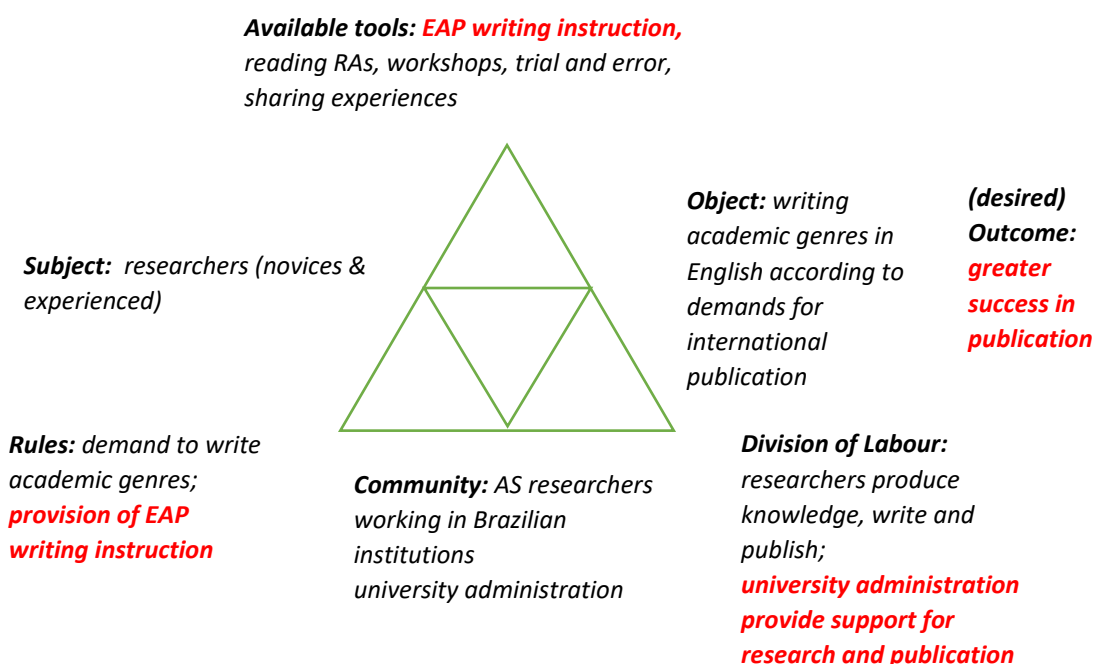 Available tools: EAP writing instruction,
reading RAs, workshops, trial and error,
sharing experiences
Subject: researchers (novices &
experienced)
Object: writing
academic genres in
English according to
demands for
international
publication
(desired)
Outcome:
greater
success in
publication
Rules: demand to write
academic genres;
provision of EAP
writing instruction
Community: AS researchers
working in Brazilian
institutions
university administration
Division of Labour:
researchers produce
knowledge, write and
publish;
university administration
provide support for
research and publication